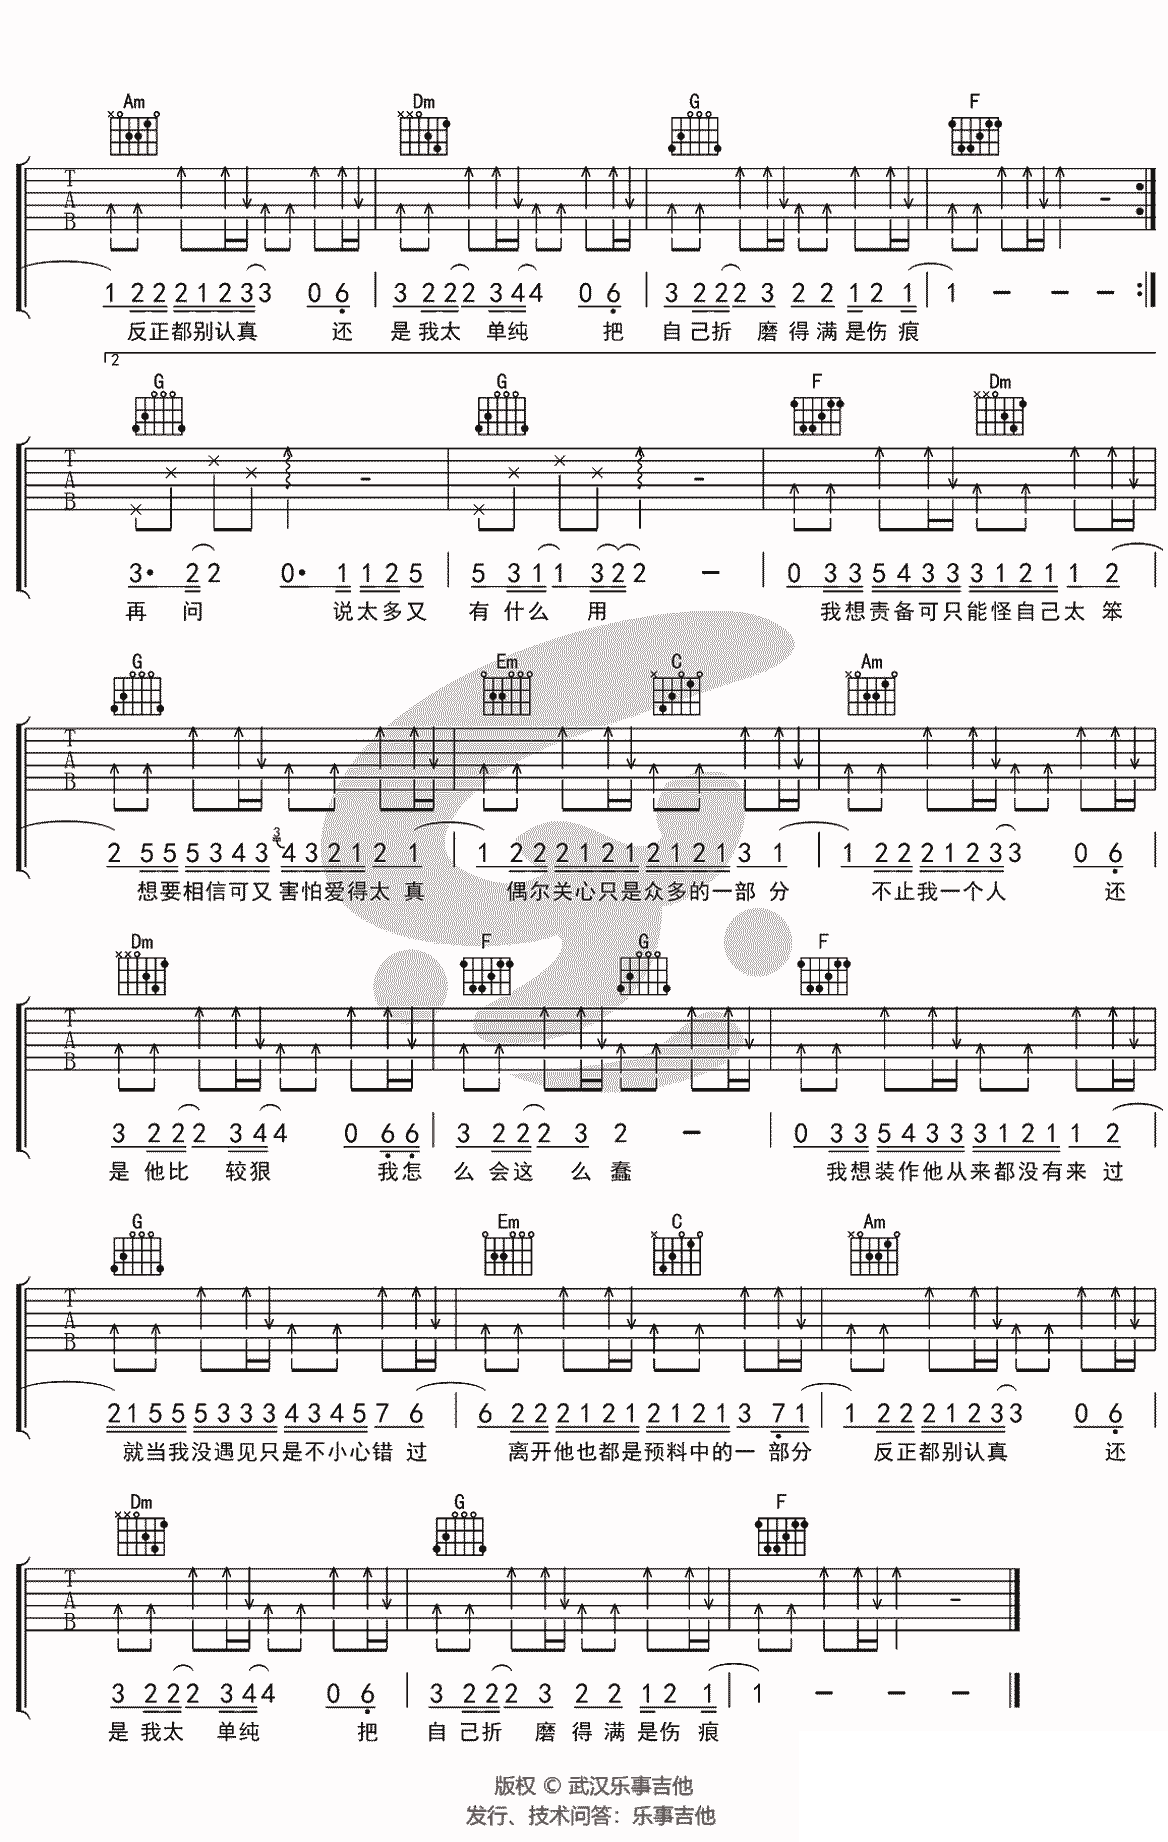 Am Dm G F
T A B
1 2 2 2 1 2 3 3 0 6 3 2 2 2 3 4 4 0 6 3 2 2 2 3 2 2 1 2 1 1 - - -
反正都别认真 还 是我太 单纯 把 自己折 磨得满是伤痕
2
G G F Dm
T A B
3· 2 2 0· 1 1 2 5 5 3 1 1 3 2 2 - 0 3 3 5 4 3 3 3 1 2 1 1 2
再 问 说太多又 有什么 用 我想责备可只能怪自己太 笨
G Em C Am
T A B
2 5 5 5 3 4 3 3 4 3 2 1 2 1 1 2 2 2 1 2 1 2 1 2 1 3 1 1 2 2 2 1 2 3 3 0 6
想要相信可又 害怕爱得太 真 偶尔关心只是众多的一部 分 不止我一个人 还
Dm F G F
T A B
3 2 2 2 3 4 4 0 6 6 3 2 2 2 3 2 - 0 3 3 5 4 3 3 3 1 2 1 1 2
是 他比 较狠 我怎 么 会这 么 蠢 我想装作他从来都没有来 过
G Em C Am
T A B
2 1 5 5 5 3 3 3 4 3 4 5 7 6 6 2 2 2 1 2 1 2 1 2 1 3 7 1 1 2 2 2 1 2 3 3 0 6
就当我没遇见只是不小心错 过 离开他也都是预料中的一 部分 反正都别认真 还
Dm G F
T A B
3 2 2 2 3 4 4 0 6 3 2 2 2 3 2 2 1 2 1 1 - - -
是 我太 单纯 把 自己折 磨得满是伤痕
版权 © 武汉乐事吉他
发行、技术问答：乐事吉他